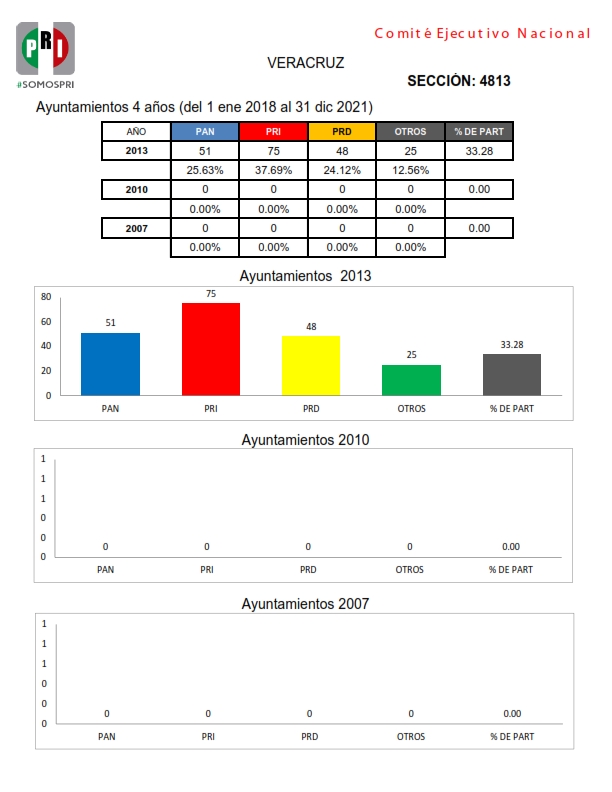 Comité Ejecutivo Nacional
PRI
#SOMOSPRI
VERACRUZ
SECCIÓN: 4813
Ayuntamientos 4 años (del 1 ene 2018 al 31 dic 2021)
AÑO PAN PRI PRD OTROS % DE PART
2013 51 75 48 25 33.28
25.63% 37.69% 24.12% 12.56%
2010 0 0 0 0 0.00
0.00% 0.00% 0.00% 0.00%
2007 0 0 0 0 0.00
0.00% 0.00% 0.00% 0.00%
Ayuntamientos 2013
80
60
40
20
0
51 75 48 25 33.28
PAN PRI PRD OTROS % DE PART
Ayuntamientos 2010
1
1
1
0
0
0
0 0 0 0 0.00
PAN PRI PRD OTROS % DE PART
Ayuntamientos 2007
1
1
1
0
0
0
0 0 0 0 0.00
PAN PRI PRD OTROS % DE PART